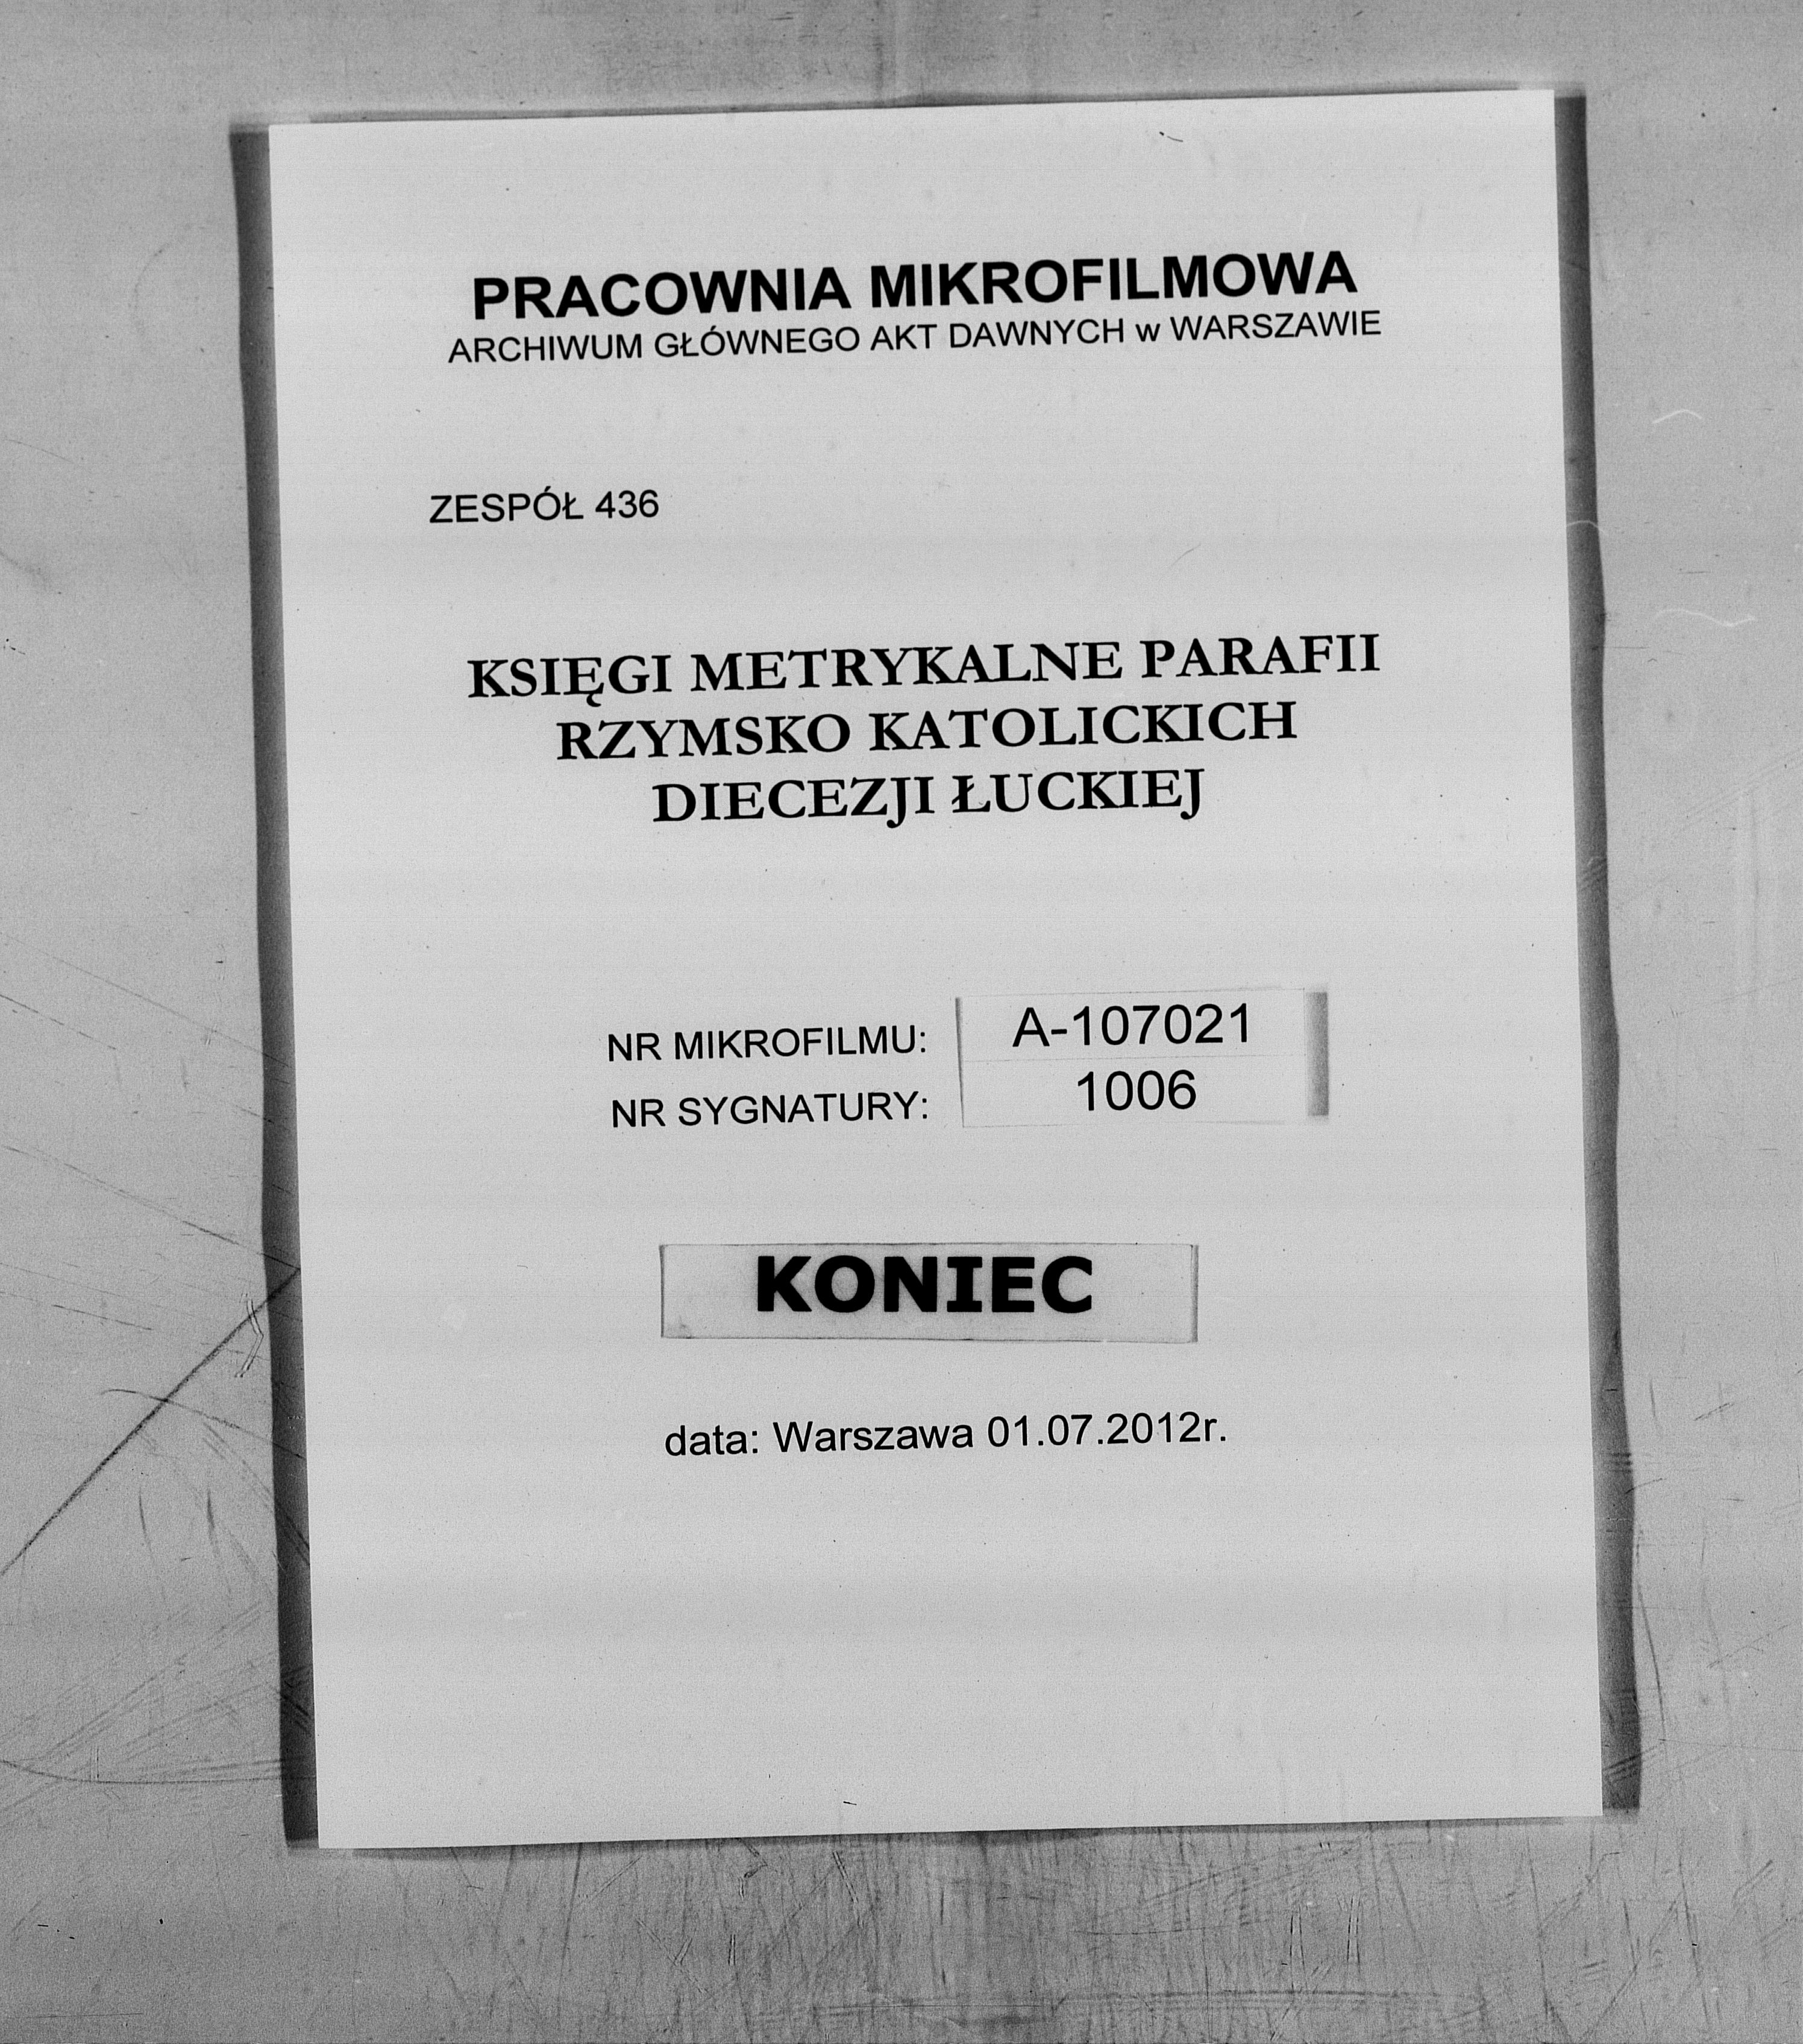 PRACOWNIA MIKROFILMOWA
ARCHIWUM GŁÓWNEGO AKT DAWNYCH w WARSZAWIE
ZESPÓŁ 436
KSIĘGI METRYKALNE PARAFII
RZYMSKO KATOLICKICH
DIECEZJI ŁUCKIEJ
NR MIKROFILMU: A-107021
NR SYGNATURY: 1006
KONIEC
data: Warszawa 01.07.2012r.